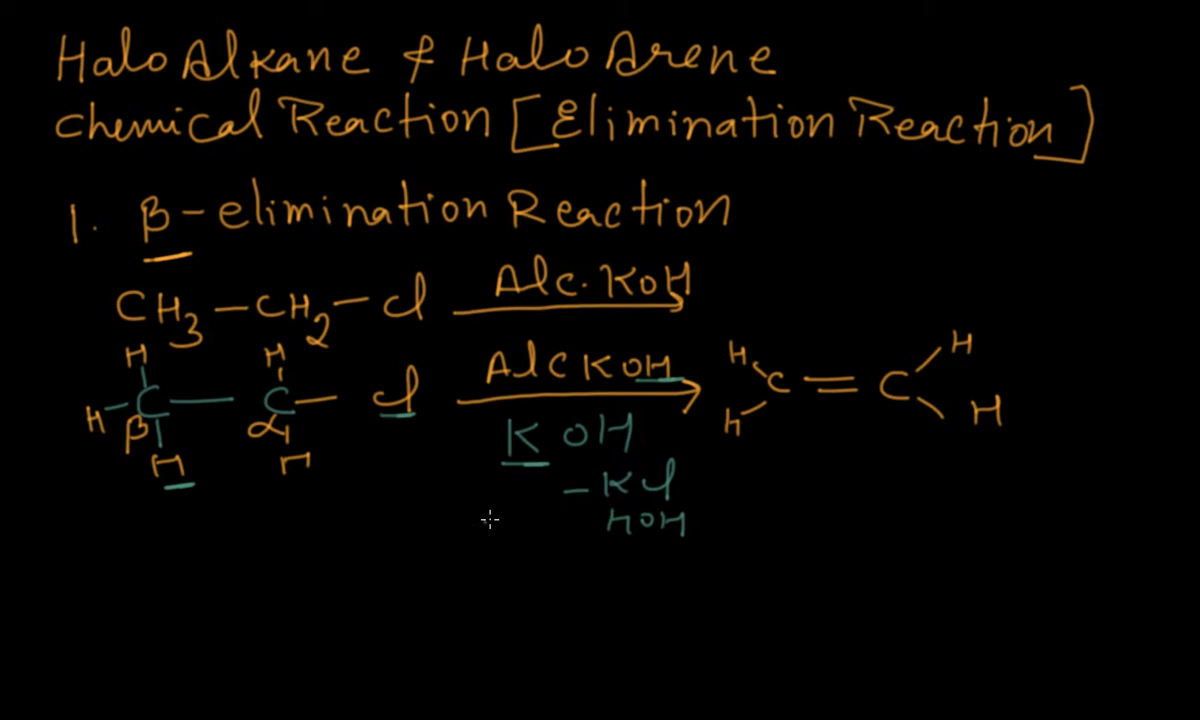 Halo Alkane & Halo Arene
Chemical Reaction [Elimination Reaction]
1. β-elimination Reaction
CH3-CH2-Cl Alc. KOH
H H Alc KOH H H
H-C-C-Cl C=C
β α KOH H H
H H -KCl
HOH